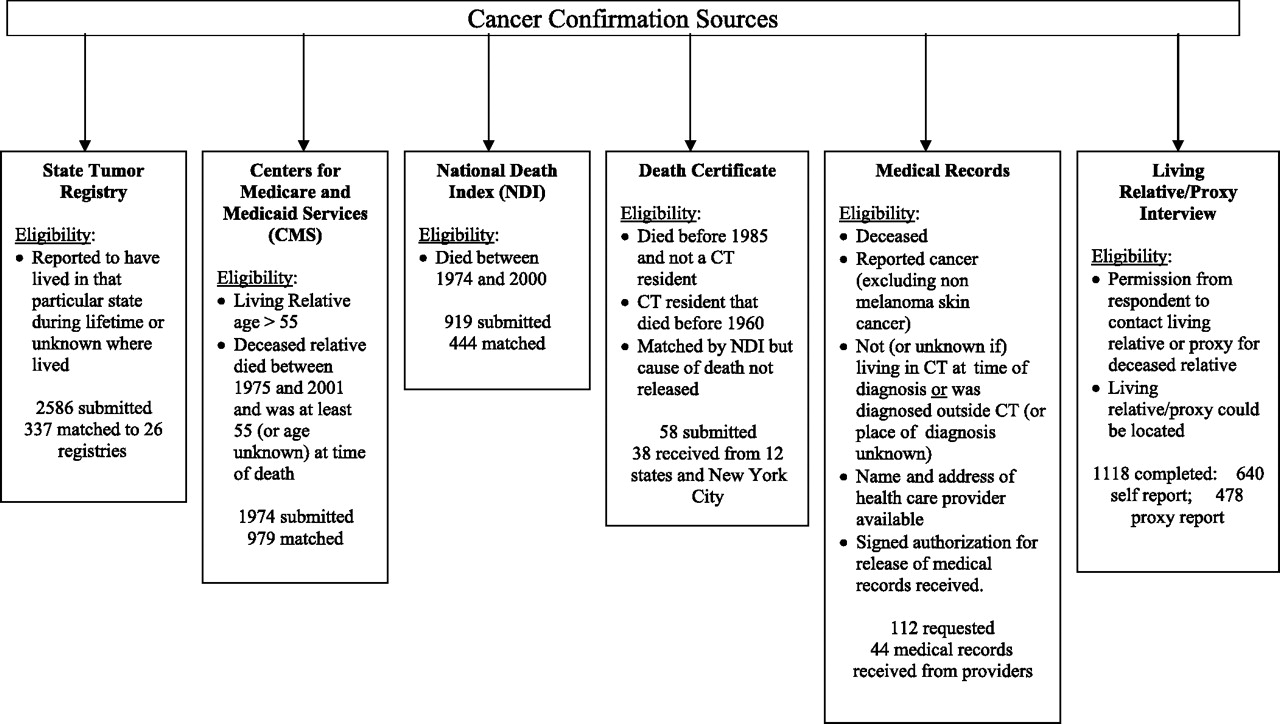 Cancer Confirmation Sources
State Tumor
Registry
Eligibility:
• Reported to have
lived in that
particular state
during lifetime or
unknown where
lived
2586 submitted
337 matched to 26
registries
Centers for
Medicare and
Medicaid Services
(CMS)
Eligibility:
• Living Relative
age > 55
• Deceased relative
died between
1975 and 2001
and was at least
55 (or age
unknown) at time
of death
1974 submitted
979 matched
National Death
Index (NDI)
Eligibility:
• Died between
1974 and 2000
919 submitted
444 matched
Death Certificate
Eligibility:
• Died before 1985
and not a CT
resident
• CT resident that
died before 1960
• Matched by NDI but
cause of death not
released
58 submitted
38 received from 12
states and New York
City
Medical Records
Eligibility:
• Deceased
• Reported cancer
(excluding non
melanoma skin
cancer)
• Not (or unknown if)
living in CT at time of
diagnosis or was
diagnosed outside CT (or
place of diagnosis
unknown)
• Name and address of
health care provider
available
• Signed authorization for
release of medical
records received.
112 requested
44 medical records
received from providers
Living
Relative/Proxy
Interview
Eligibility:
• Permission from
respondent to
contact living
relative or proxy for
deceased relative
• Living
relative/proxy could
be located
1118 completed: 640
self report; 478
proxy report